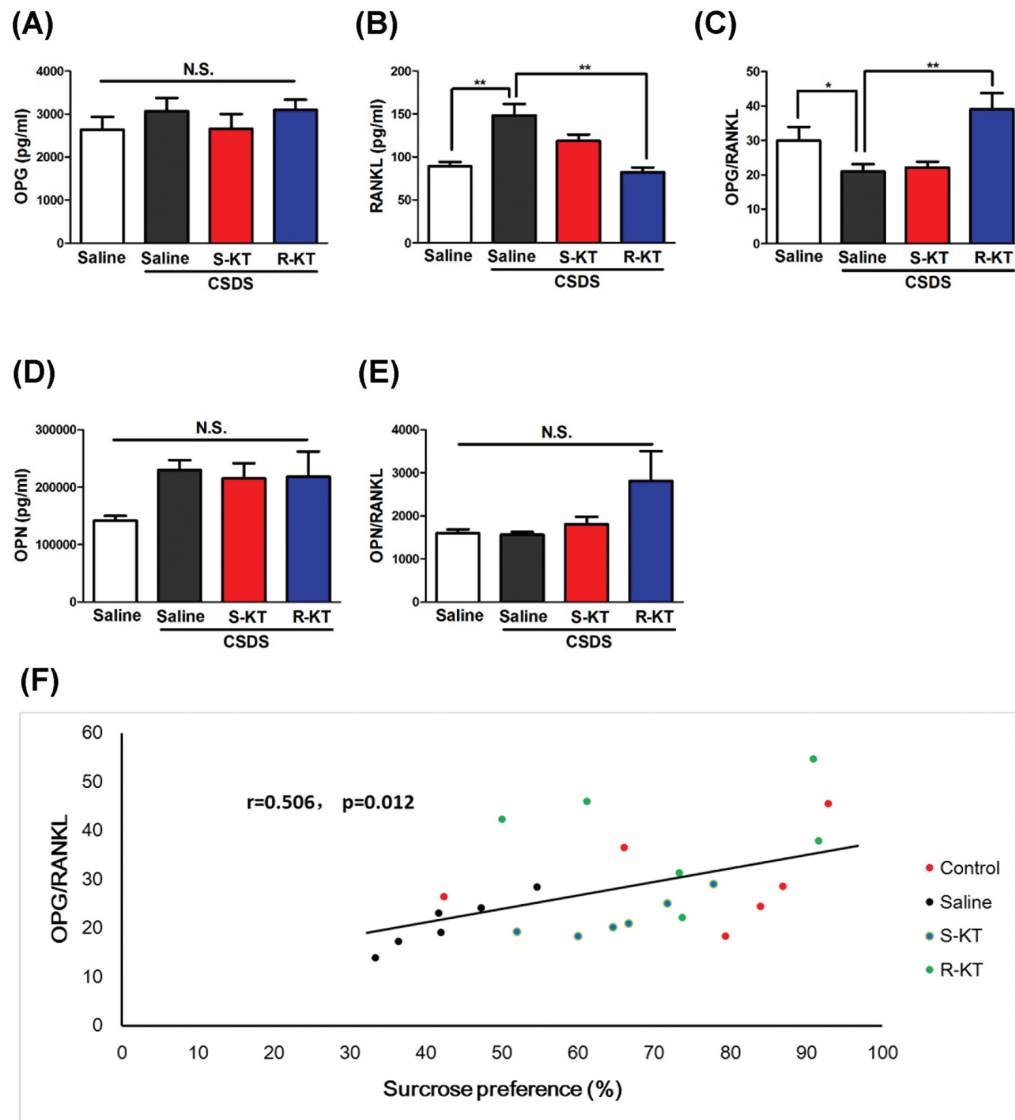 (A)
N.S.
4000
3000
2000
1000
0
OPG (pg/ml)
Saline
Saline
S-KT
R-KT
CSDS
(B)
**
**
200
150
100
50
0
RANKL (pg/ml)
Saline
Saline
S-KT
R-KT
CSDS
(C)
*
**
50
40
30
20
10
0
OPG/RANKL
Saline
Saline
S-KT
R-KT
CSDS
(D)
N.S.
300000
200000
100000
0
OPN (pg/ml)
Saline
Saline
S-KT
R-KT
CSDS
(E)
N.S.
4000
3000
2000
1000
0
OPN/RANKL
Saline
Saline
S-KT
R-KT
CSDS
(F)
60
50
40
30
20
10
0
OPG/RANKL
r=0.506, p=0.012
Control
Saline
S-KT
R-KT
0 10 20 30 40 50 60 70 80 90 100
Surcrose preference (%)